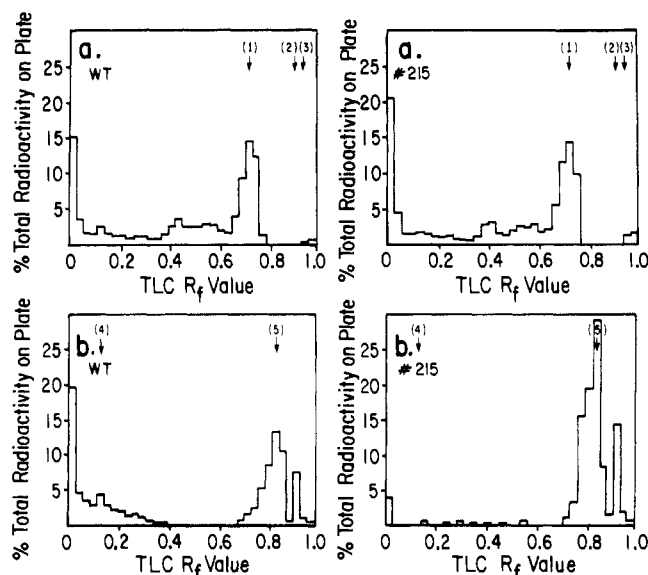 % Total Radioactivity on Plate
a.
WT
(1) (2) (3)
25
20
15
10
5
0 0.2 0.4 0.6 0.8 1.0
TLC Rf Value
% Total Radioactivity on Plate
a.
#215
(1) (2) (3)
25
20
15
10
5
0 0.2 0.4 0.6 0.8 1.0
TLC Rf Value
% Total Radioactivity on Plate
b.
WT
(4) (5)
25
20
15
10
5
0 0.2 0.4 0.6 0.8 1.0
TLC Rf Value
% Total Radioactivity on Plate
b.
#215
(4) (5)
25
20
15
10
5
0 0.2 0.4 0.6 0.8 1.0
TLC Rf Value